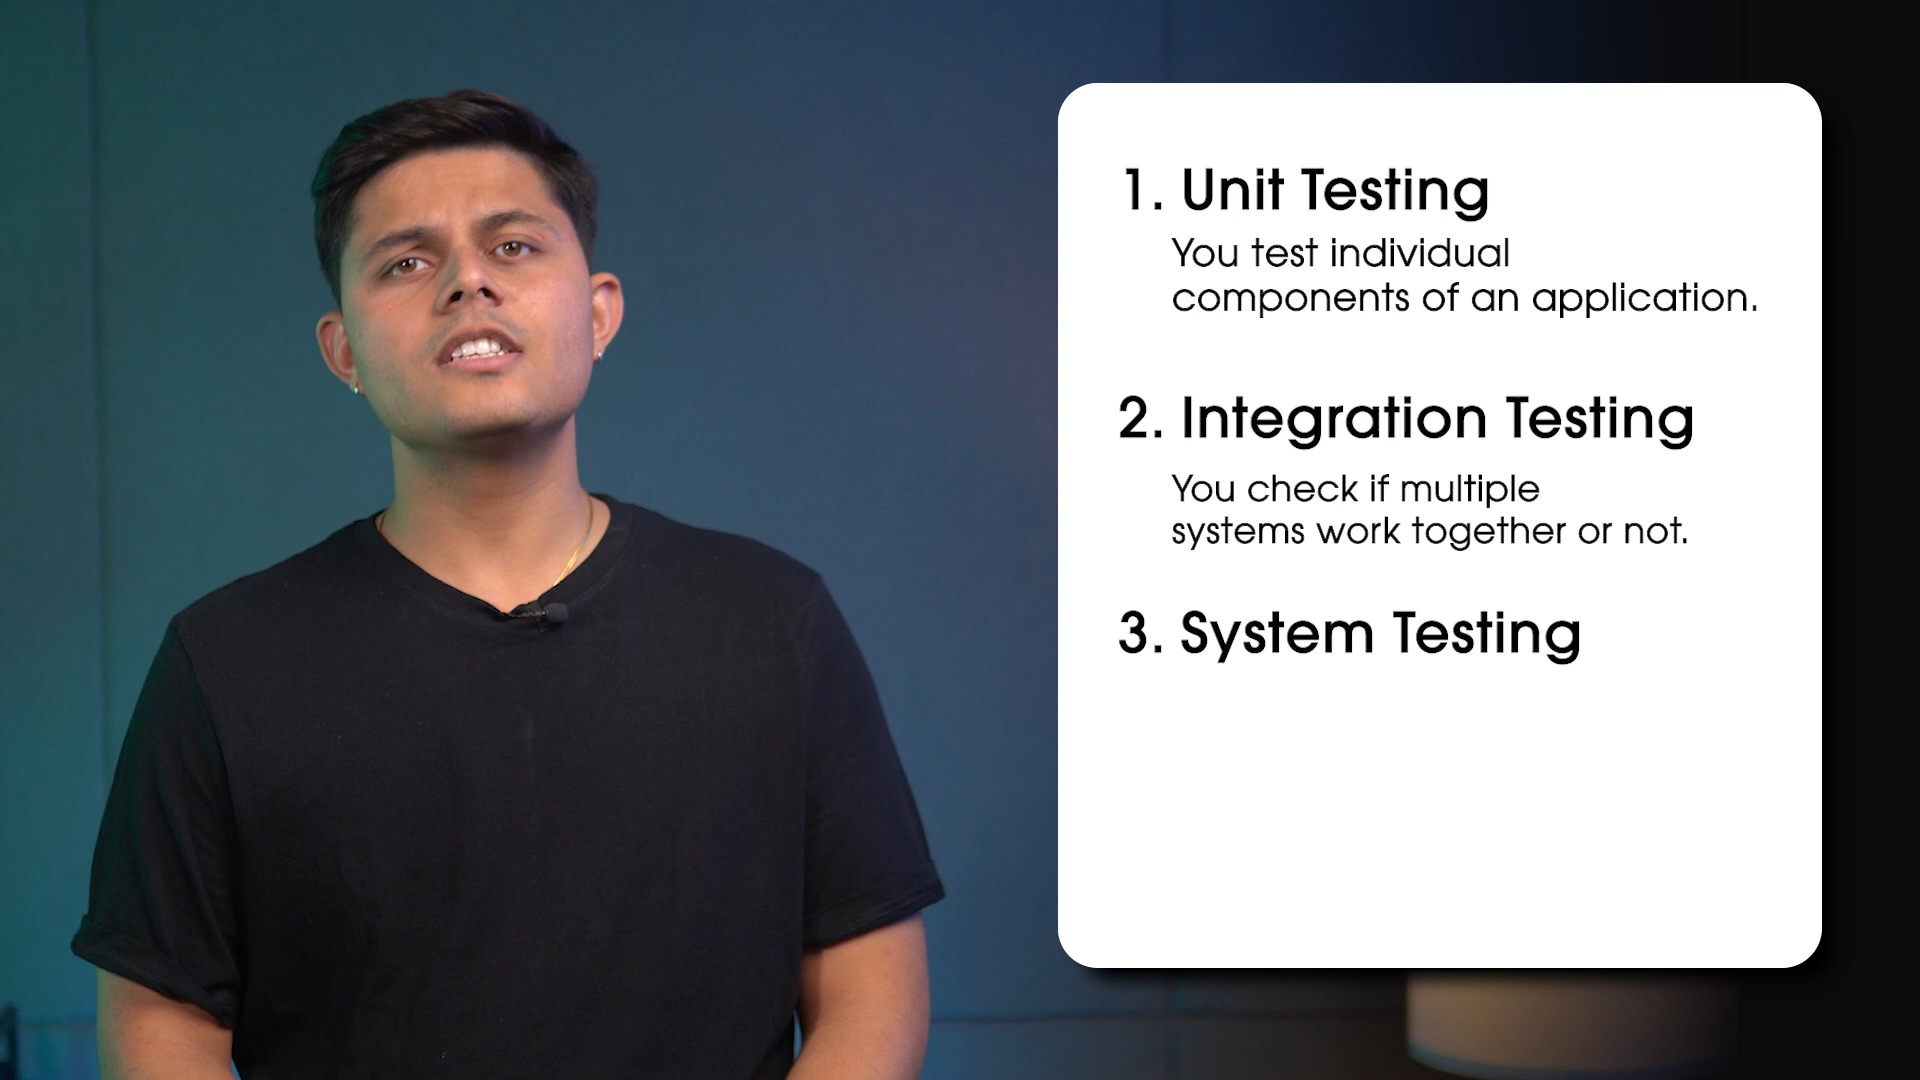 1. Unit Testing
You test individual
components of an application.
2. Integration Testing
You check if multiple
systems work together or not.
3. System Testing